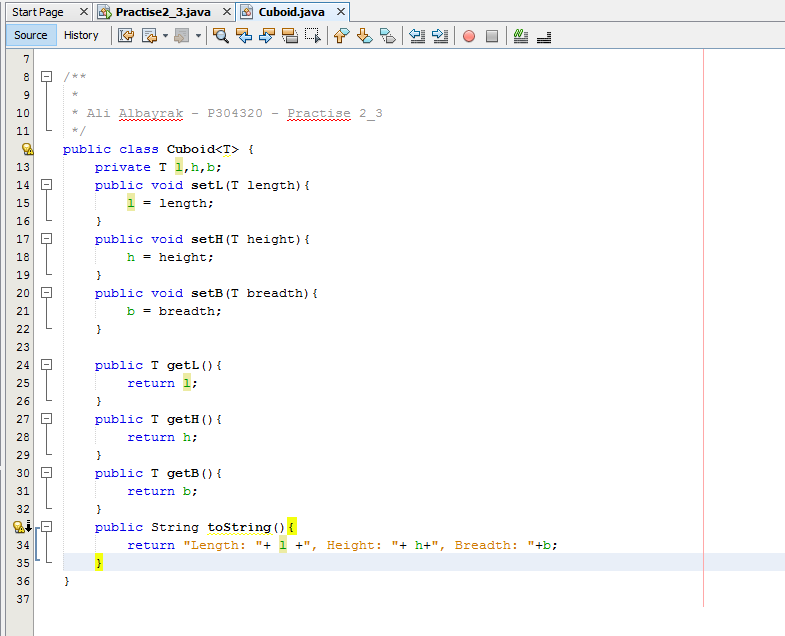 Start Page Practise2_3.java Cuboid.java
Source History
7
8 /**
9 *
10 * Ali Albayrak - P304320 - Practise 2_3
11 */
public class Cuboid<T> {
13 private T l,h,b;
14 public void setL(T length){
15 l = length;
16 }
17 public void setH(T height){
18 h = height;
19 }
20 public void setB(T breadth){
21 b = breadth;
22 }
23
24 public T getL(){
25 return l;
26 }
27 public T getH(){
28 return h;
29 }
30 public T getB(){
31 return b;
32 }
public String toString(){
34 return "Length: "+ l +", Height: "+ h+", Breadth: "+b;
35 }
36 }
37